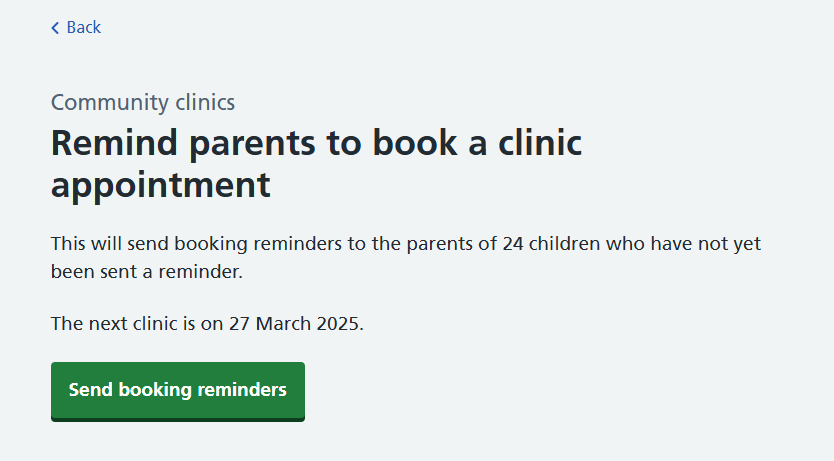 Back
Community clinics
Remind parents to book a clinic
appointment
This will send booking reminders to the parents of 24 children who have not yet
been sent a reminder.
The next clinic is on 27 March 2025.
Send booking reminders